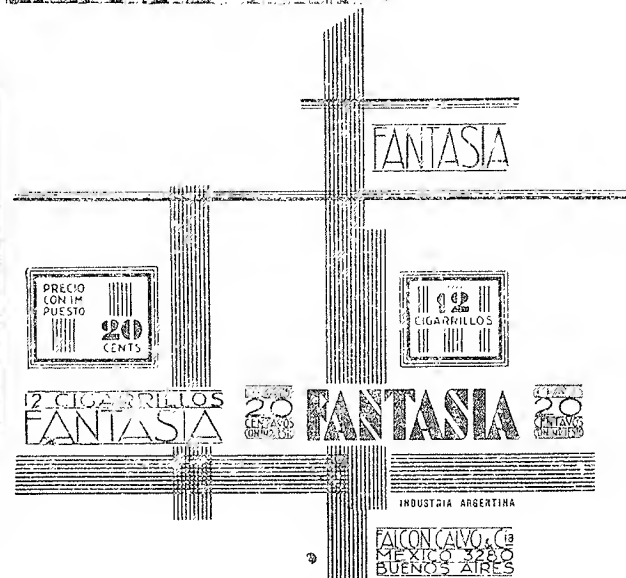 FANTASIA
PRECIO
CON IM
PUESTO
20
CENTS
12
CIGARRILLOS
12 CIGARRILLOS
FANTASIA
20
CENTAVOS
FANTASIA
20
CENTAVOS
INDUSTRIA ARGENTINA
FALCON CALVO & Cia
MEXICO 3280
BUENOS AIRES